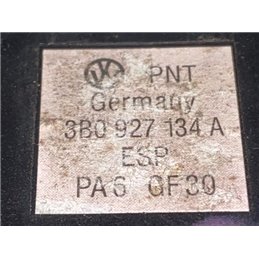 PNT
Germany
3B0 927 134 A
ESP
PA6 GF30